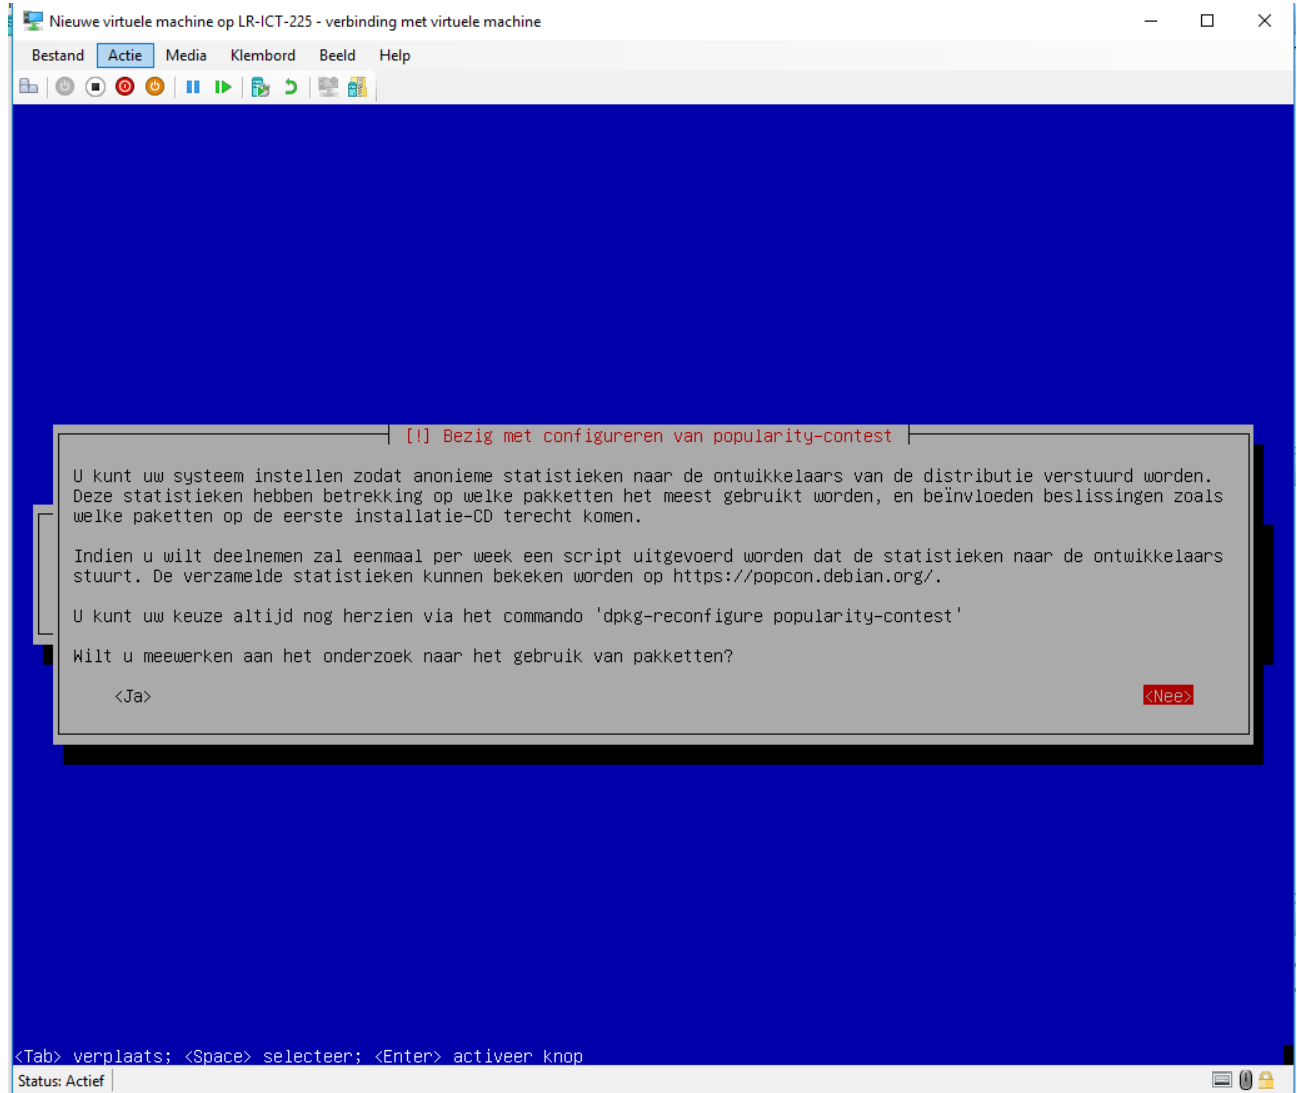 Nieuwe virtuele machine op LR-ICT-225 - verbinding met virtuele machine
Bestand Actie Media Klembord Beeld Help
[!] Bezig met configureren van popularity-contest
U kunt uw systeem instellen zodat anonieme statistieken naar de ontwikkelaars van de distributie verstuurd worden.
Deze statistieken hebben betrekking op welke pakketten het meest gebruikt worden, en beïnvloeden beslissingen zoals
welke paketten op de eerste installatie-CD terecht komen.
Indien u wilt deelnemen zal eenmaal per week een script uitgevoerd worden dat de statistieken naar de ontwikkelaars
stuurt. De verzamelde statistieken kunnen bekeken worden op https://popcon.debian.org/.
U kunt uw keuze altijd nog herzien via het commando 'dpkg-reconfigure popularity-contest'
Wilt u meewerken aan het onderzoek naar het gebruik van pakketten?
<Ja> <Nee>
<Tab> verplaats; <Space> selecteer; <Enter> activeer knop
Status: Actief